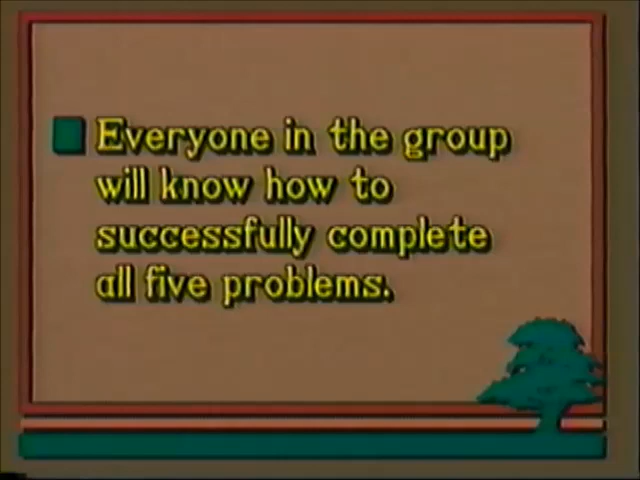 Everyone in the group
will know how to
successfully complete
all five problems.